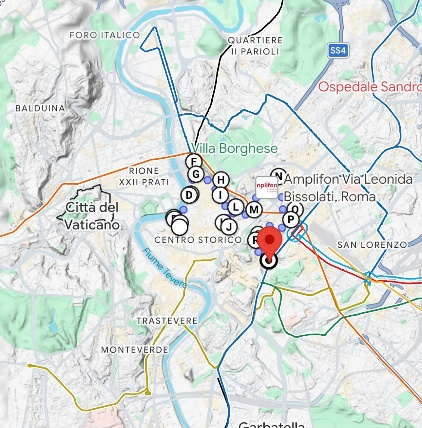 FORO ITALICO
QUARTIERE
II PARIOLI
SS4
Ospedale Sandro
BALDUINA
Villa Borghese
F
G
H
N
RIONE
XXII PRATI
D
I
Amplifon Via Leonida
Bissolati, Roma
L
M
Città del
Vaticano
P
J
CENTRO STORICO
R
SAN LORENZO
Fiume Tevere
TRASTEVERE
MONTEVERDE
Garbatella